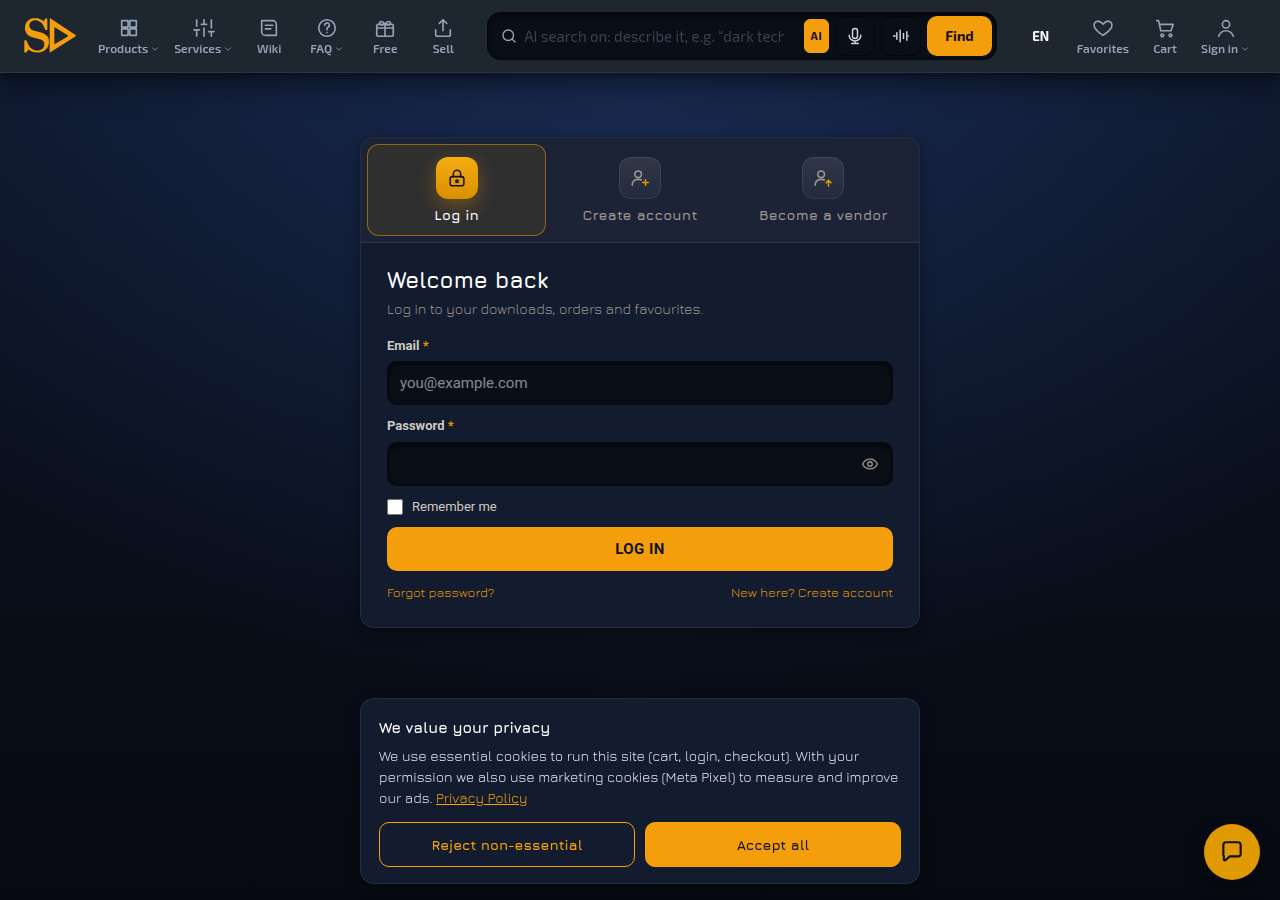 SD
Products
Services
Wiki
FAQ
Free
Sell
AI search on: describe it, e.g. "dark tech
AI
Find
EN
Favorites
Cart
Sign in
Log in
Create account
Become a vendor
Welcome back
Log in to your downloads, orders and favourites.
Email *
you@example.com
Password *
Remember me
LOG IN
Forgot password?
New here? Create account
We value your privacy
We use essential cookies to run this site (cart, login, checkout). With your
permission we also use marketing cookies (Meta Pixel) to measure and improve
our ads. Privacy Policy
Reject non-essential
Accept all